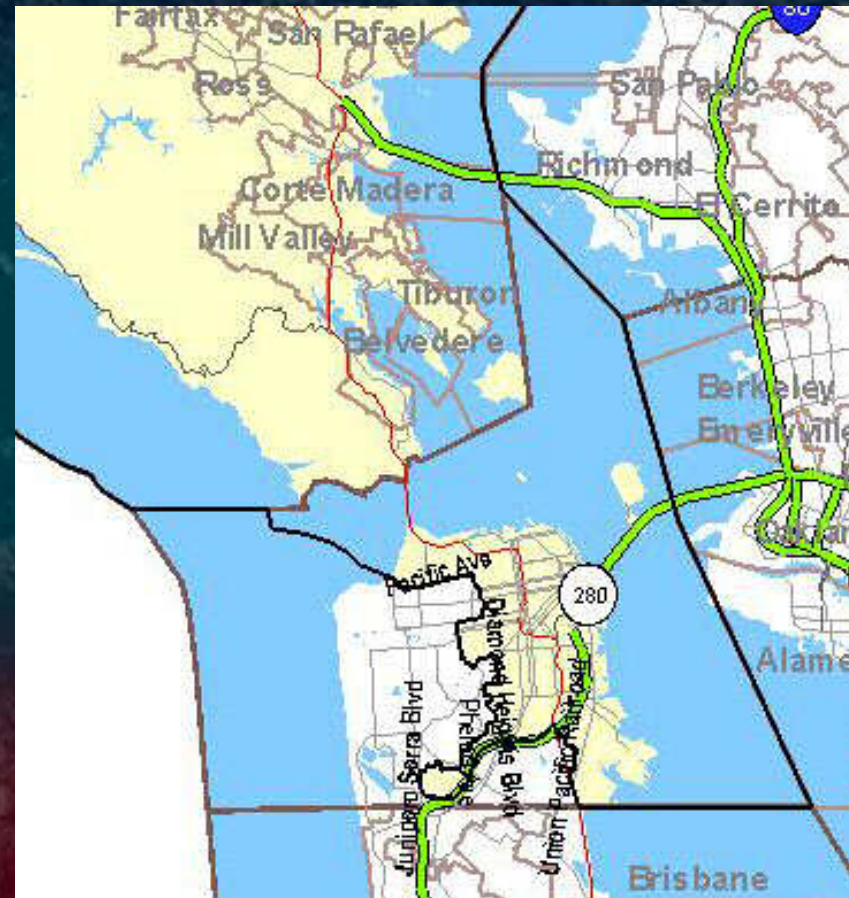 80
Fairfax
San Rafael
Ross
San Pablo
Richmond
Corte Madera
El Cerrito
Mill Valley
Tiburon
Albany
Belvedere
Berkeley
Emeryville
Pacific Ave
280
Diamond Heights Blvd
Alame
Junipero Serra Blvd
Union Pacific Railroad
Brisbane